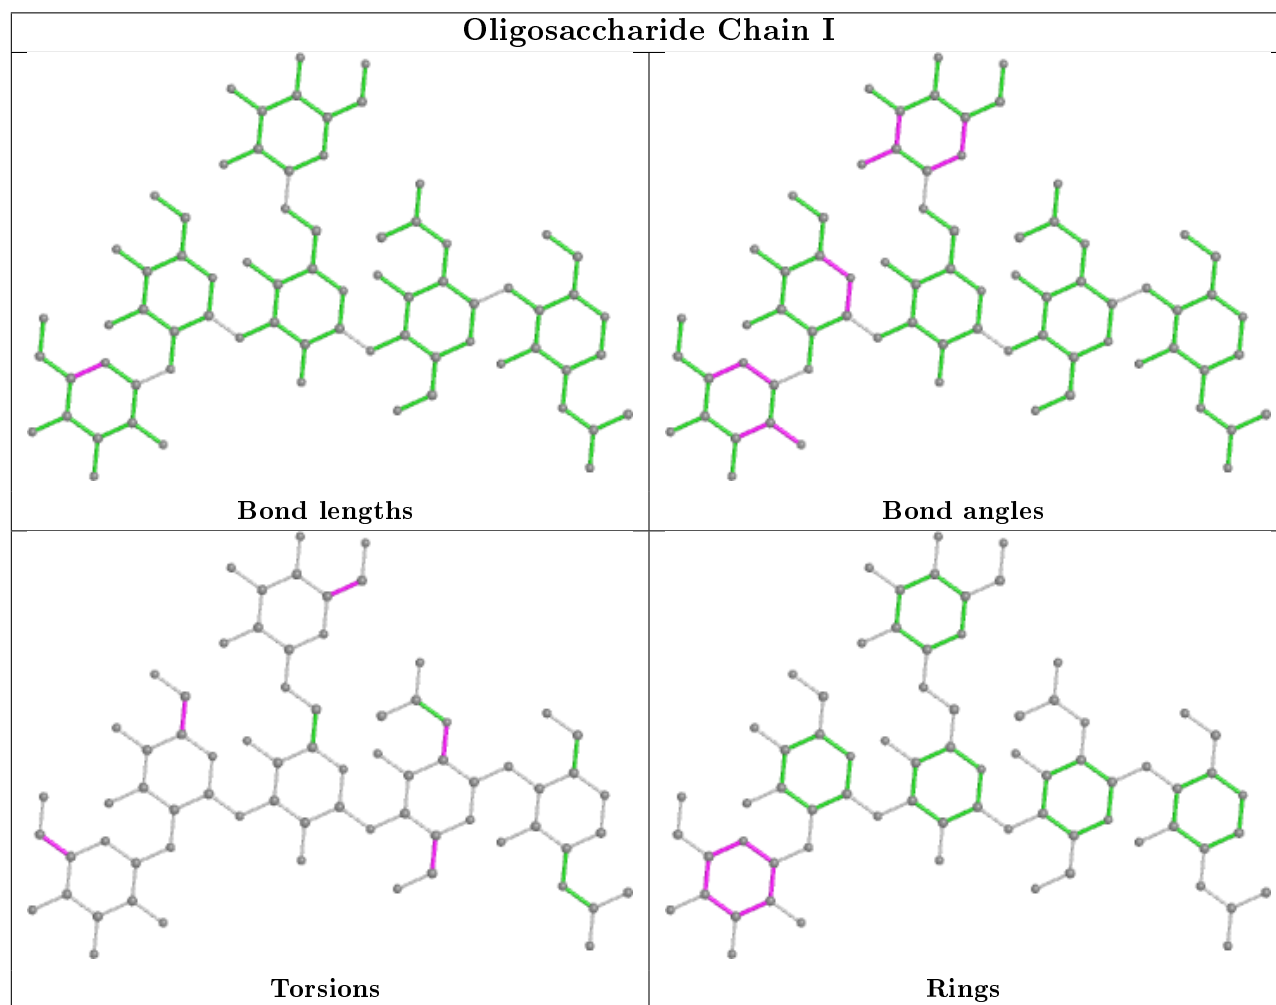 Oligosaccharide Chain I
Bond lengths
Bond angles
Torsions
Rings